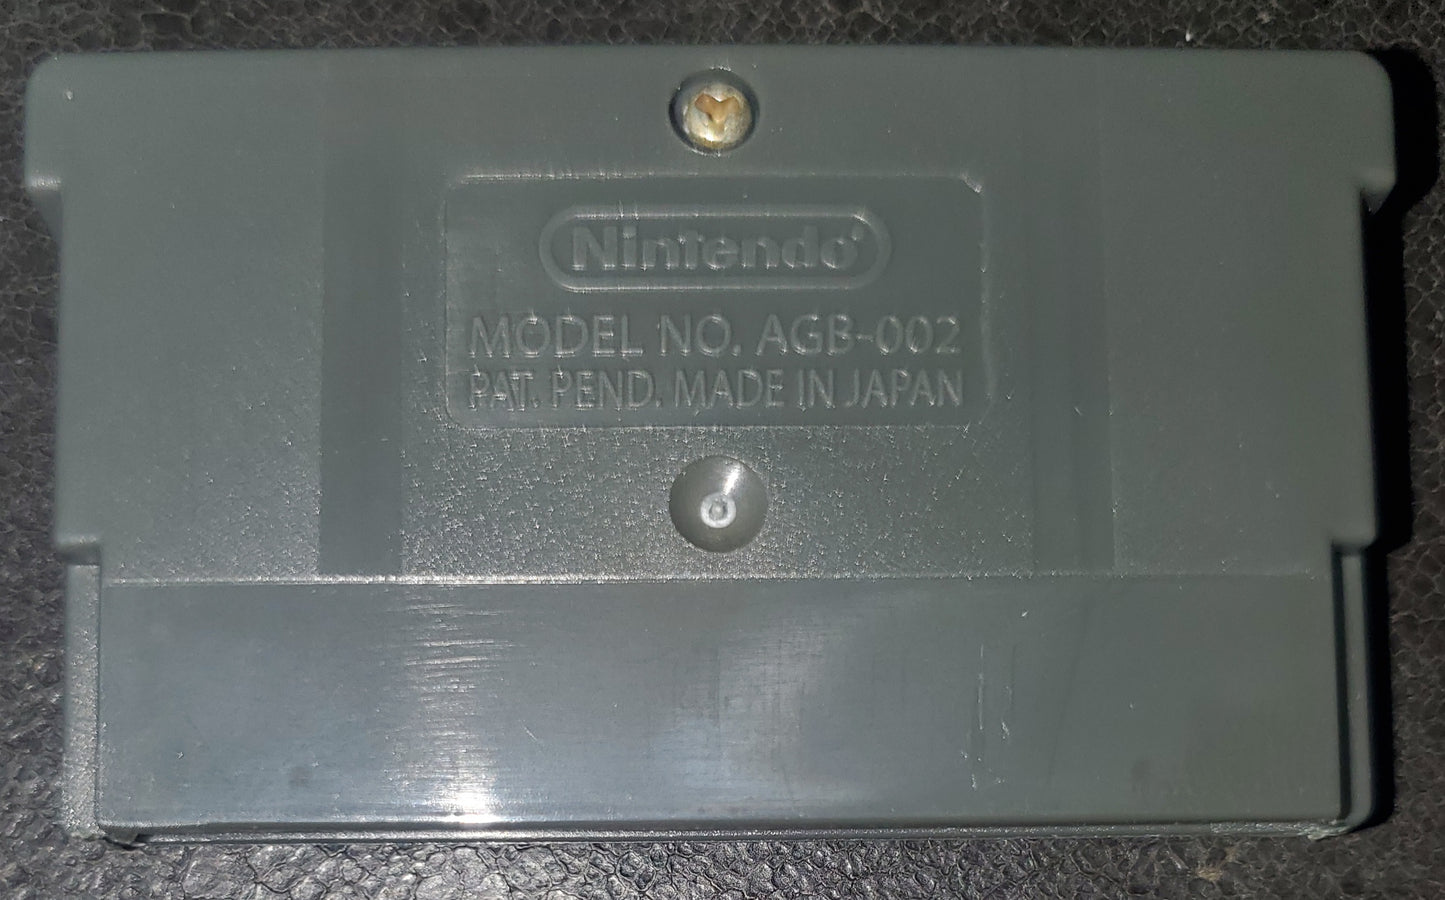 Nintendo
MODEL NO. AGB-002
PAT. PEND. MADE IN JAPAN